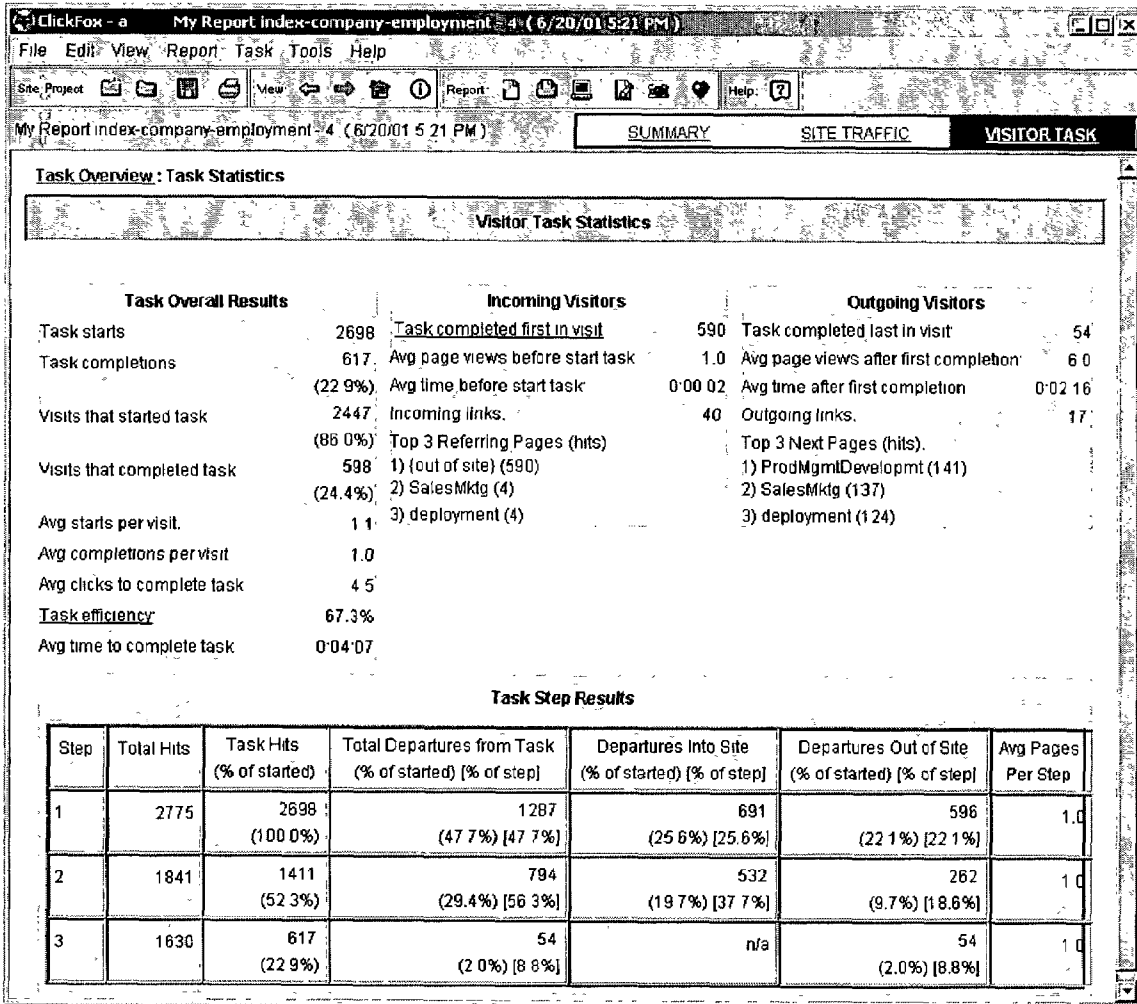 ClickFox - a My Report index-company-employment - 4 ( 6/20/01 5:21 PM )
File Edit View Report Task Tools Help
Site Project View Report: Help:
My Report index-company-employment - 4 ( 6/20/01 5 21 PM )
SUMMARY SITE TRAFFIC VISITOR TASK
Task Overview : Task Statistics
Visitor Task Statistics
Task Overall Results
Task starts 2698
Task completions 617
(22 9%)
Visits that started task 2447
(86 0%)
Visits that completed task 598
(24.4%)
Avg starts per visit. 1 1
Avg completions per visit 1.0
Avg clicks to complete task 4 5
Task efficiency 67.3%
Avg time to complete task 0:04:07
Incoming Visitors
Task completed first in visit 590
Avg page views before start task 1.0
Avg time before start task 0:00 02
Incoming links. 40
Top 3 Referring Pages (hits)
1) {out of site} (590)
2) SalesMktg (4)
3) deployment (4)
Outgoing Visitors
Task completed last in visit 54
Avg page views after first completion 6 0
Avg time after first completion 0:02 16
Outgoing links. 17
Top 3 Next Pages (hits).
1) ProdMgmtDevelopmt (141)
2) SalesMktg (137)
3) deployment (124)
Task Step Results
Step Total Hits Task Hits (% of started) Total Departures from Task (% of started) [% of step] Departures Into Site (% of started) [% of step] Departures Out of Site (% of started) [% of step] Avg Pages Per Step
1 2775 2698 1287 691 596 1.0
(100 0%) (47 7%) [47 7%] (25 6%) [25.6%] (22 1%) [22 1%]
2 1841 1411 794 532 262 1 0
(52 3%) (29.4%) [56 3%] (19 7%) [37 7%] (9.7%) [18.6%]
3 1630 617 54 n/a 54 1 0
(22 9%) (2 0%) [8 8%] (2.0%) [8.8%]